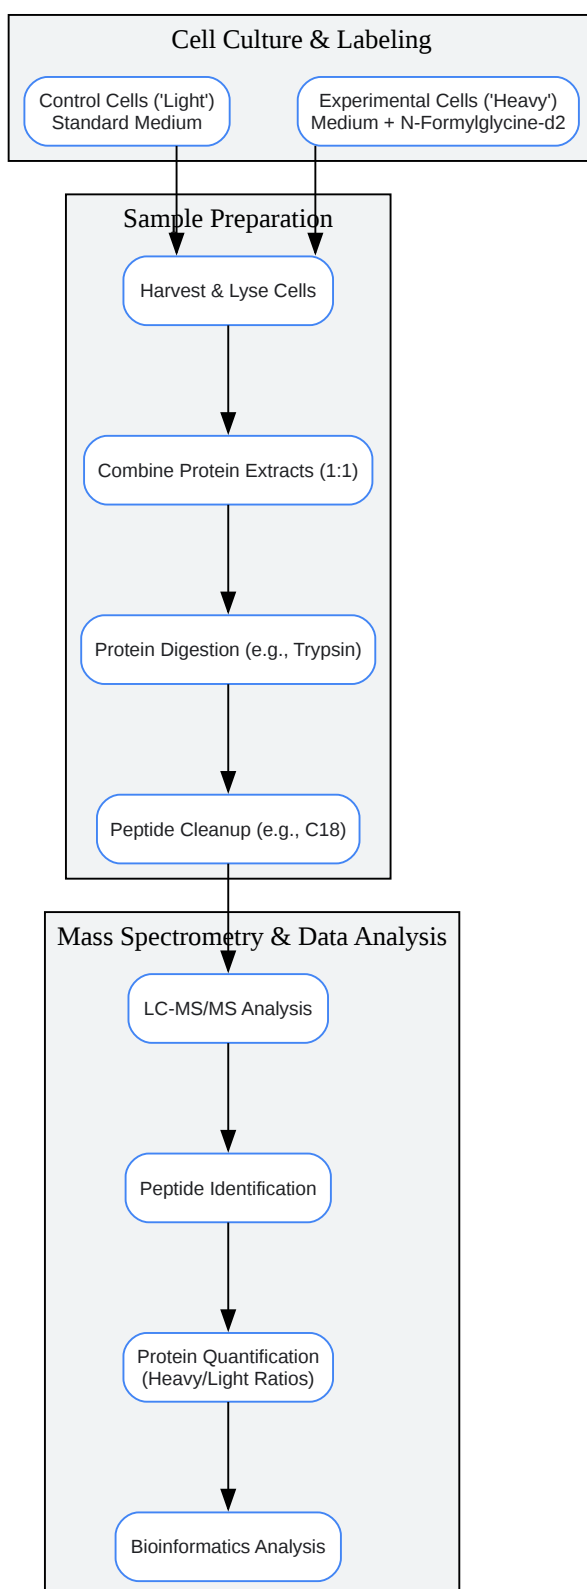 Cell Culture & Labeling
Control Cells ('Light')
Standard Medium
Experimental Cells ('Heavy')
Medium + N-Formylglycine-d2
Sample Preparation
Harvest & Lyse Cells
Combine Protein Extracts (1:1)
Protein Digestion (e.g., Trypsin)
Peptide Cleanup (e.g., C18)
Mass Spectrometry & Data Analysis
LC-MS/MS Analysis
Peptide Identification
Protein Quantification
(Heavy/Light Ratios)
Bioinformatics Analysis